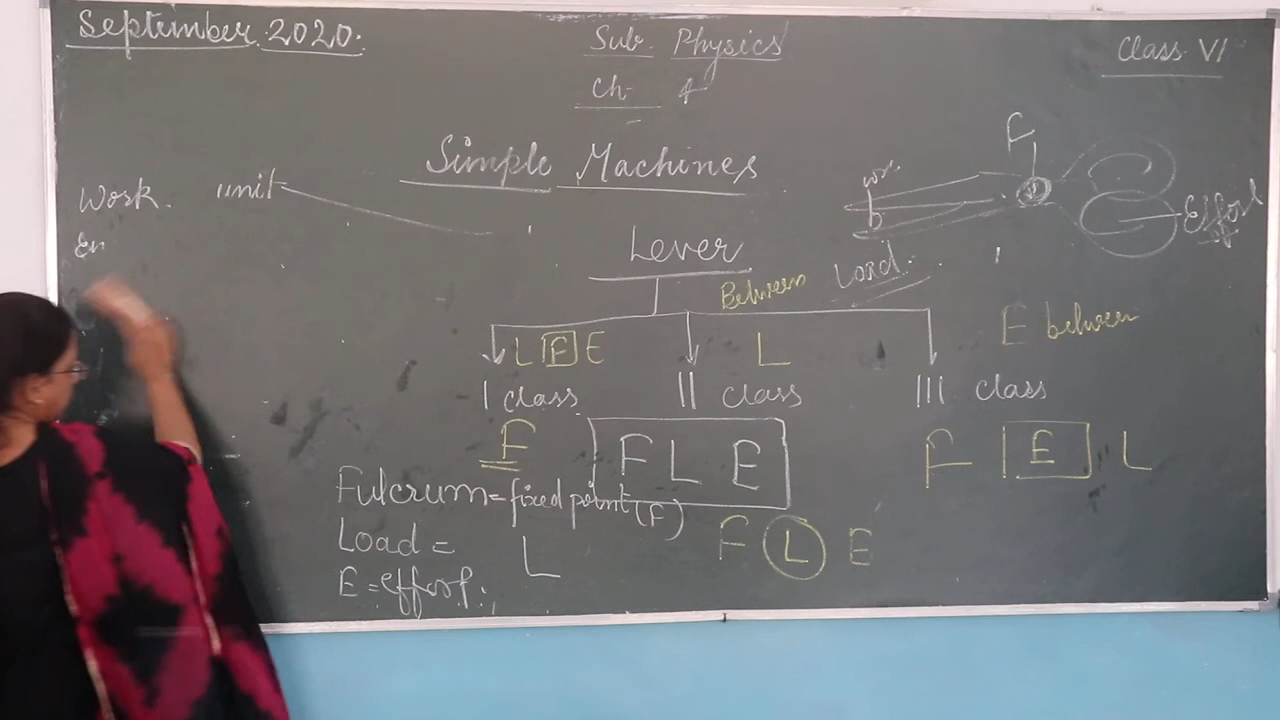 September 2020.
Sub. Physics
Class VI
Ch 4
Simple Machines
Work. unit
En
F
Effort
Lever
Load.
Between
E between
L F E
L
I class
II class
III class
F
F L E
F E L
Fulcrum = fixed point (F)
Load = L
F L E
E = effort.